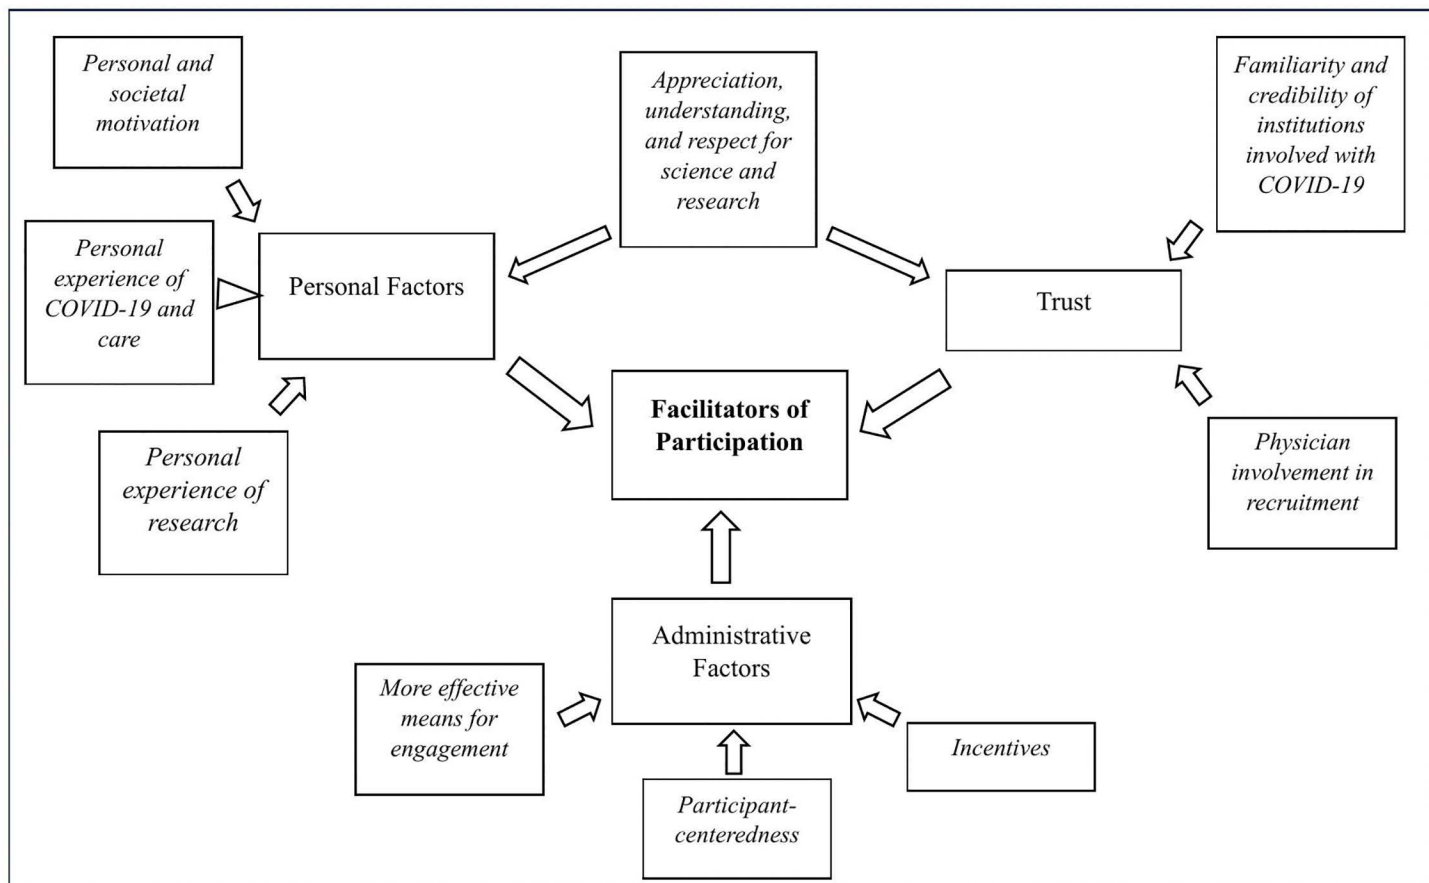 Personal and
societal
motivation
Appreciation,
understanding,
and respect for
science and
research
Familiarity and
credibility of
institutions
involved with
COVID-19
Personal
experience of
COVID-19 and
care
Personal Factors
Trust
Facilitators of
Participation
Personal
experience of
research
Physician
involvement in
recruitment
Administrative
Factors
More effective
means for
engagement
Incentives
Participant-
centeredness